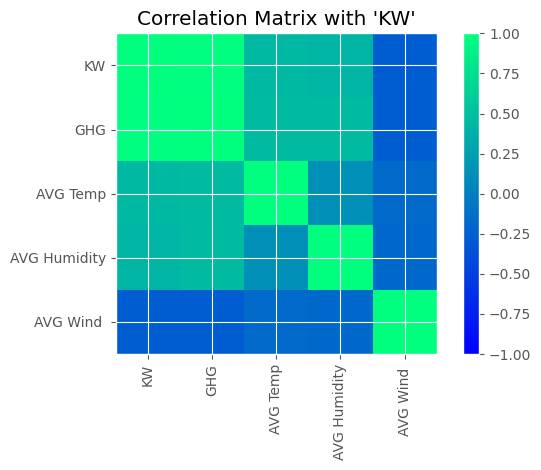 Correlation Matrix with 'KW'
KW
GHG
AVG Temp
AVG Humidity
AVG Wind
KW
GHG
AVG Temp
AVG Humidity
AVG Wind
1.00
0.75
0.50
0.25
0.00
−0.25
−0.50
−0.75
−1.00